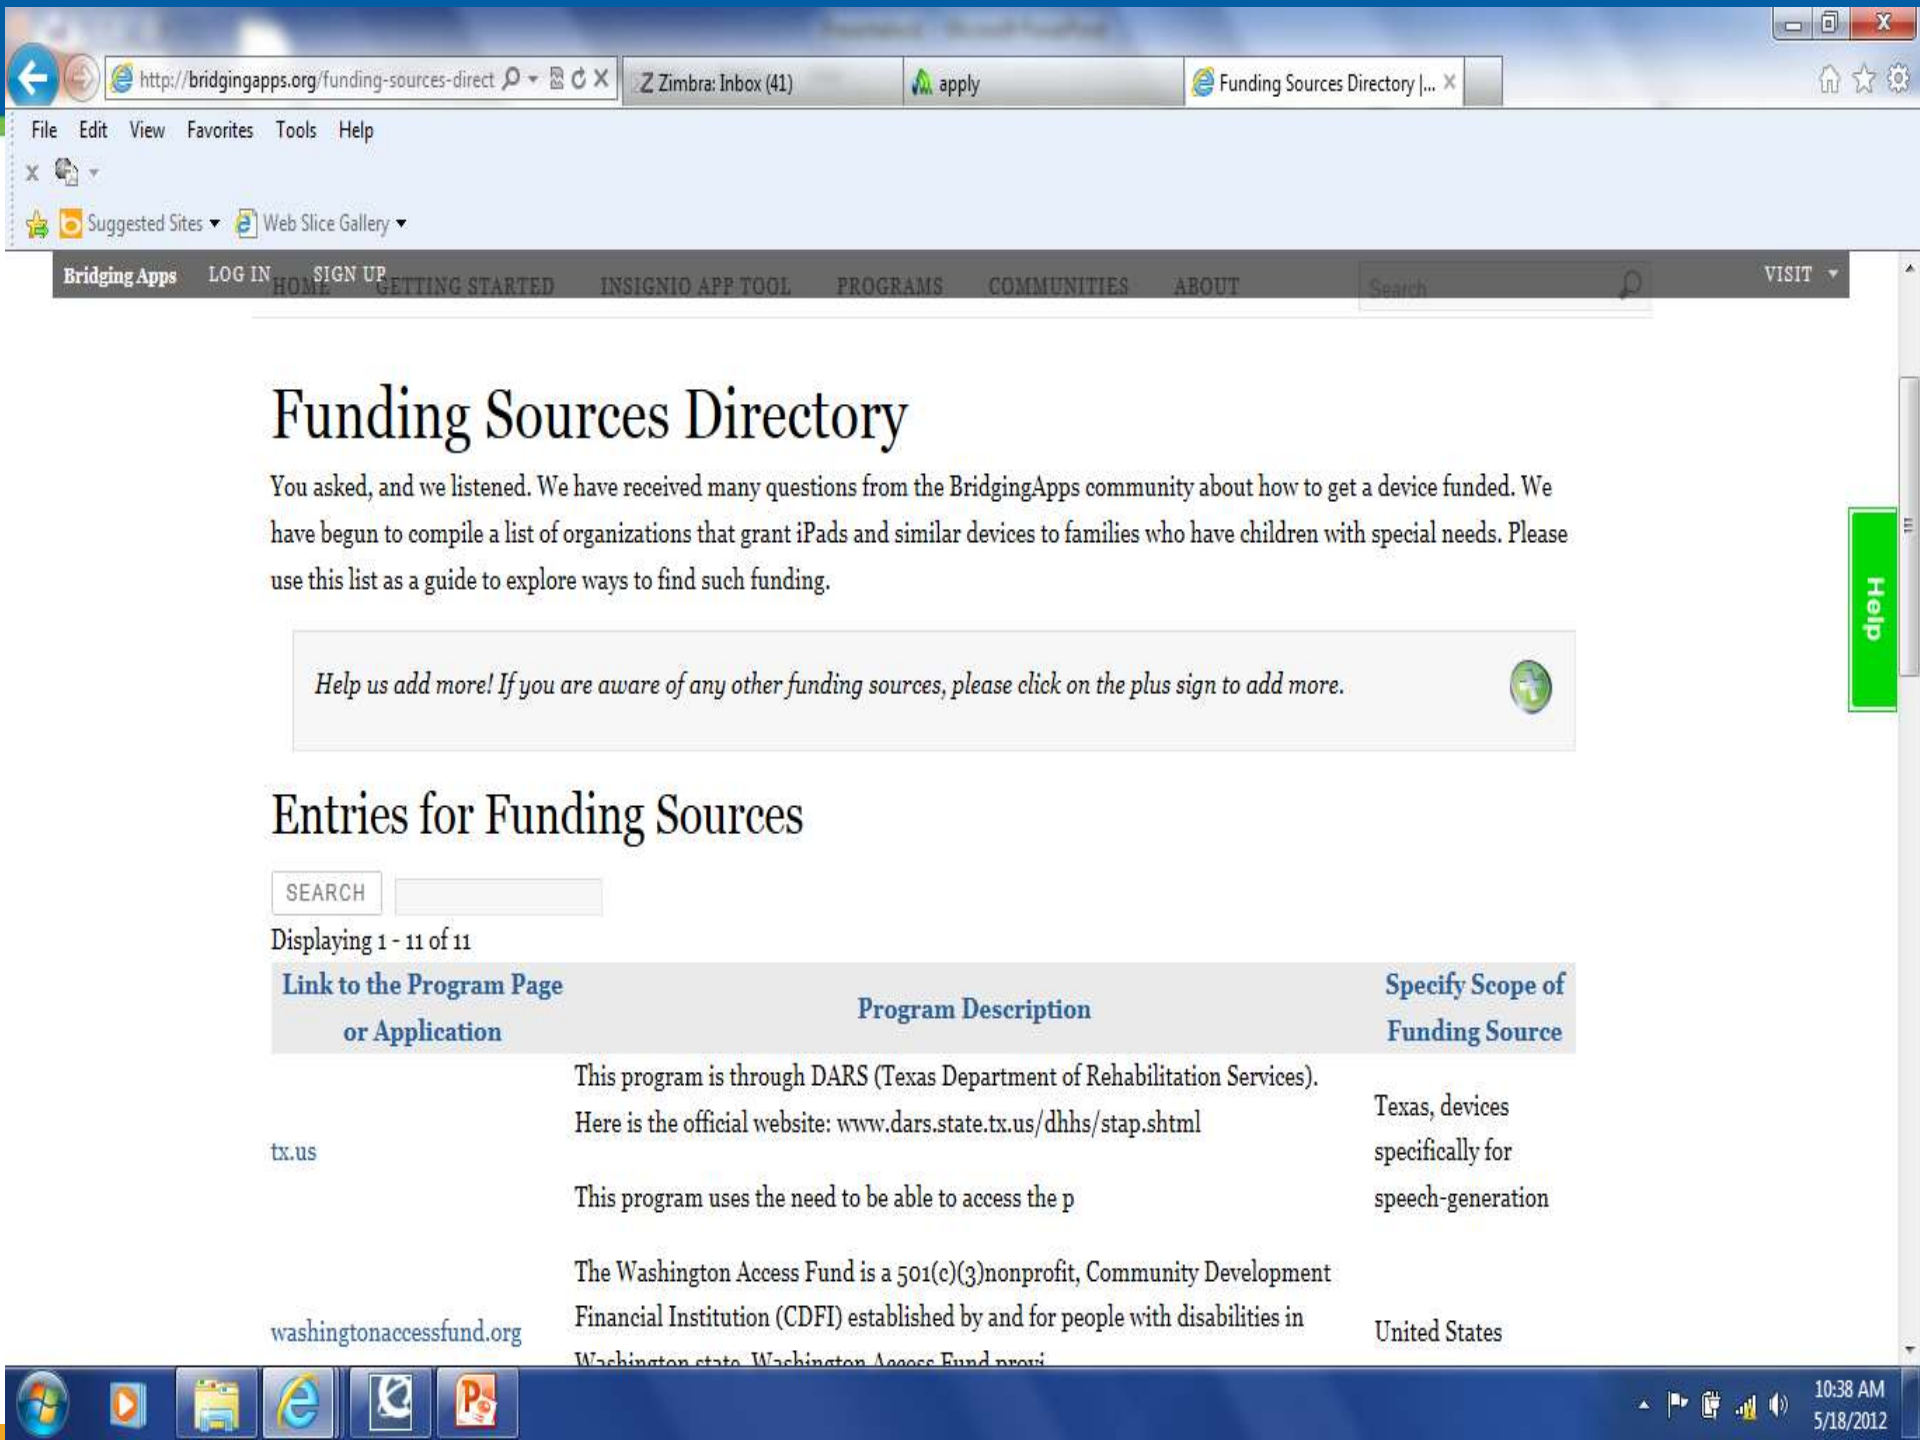 http://bridgingapps.org/funding-sources-direct
Zimbra: Inbox (41)
apply
Funding Sources Directory |...
File Edit View Favorites Tools Help
Suggested Sites Web Slice Gallery
Bridging Apps LOG IN SIGN UP VISIT
HOME GETTING STARTED INSIGNIO APP TOOL PROGRAMS COMMUNITIES ABOUT Search
Funding Sources Directory
You asked, and we listened. We have received many questions from the BridgingApps community about how to get a device funded. We
have begun to compile a list of organizations that grant iPads and similar devices to families who have children with special needs. Please
use this list as a guide to explore ways to find such funding.
Help
Help us add more! If you are aware of any other funding sources, please click on the plus sign to add more.
Entries for Funding Sources
SEARCH
Displaying 1 - 11 of 11
Link to the Program Page
or Application
Program Description
Specify Scope of
Funding Source
tx.us
This program is through DARS (Texas Department of Rehabilitation Services).
Here is the official website: www.dars.state.tx.us/dhhs/stap.shtml
This program uses the need to be able to access the p
Texas, devices
specifically for
speech-generation
washingtonaccessfund.org
The Washington Access Fund is a 501(c)(3)nonprofit, Community Development
Financial Institution (CDFI) established by and for people with disabilities in
Washington state. Washington Access Fund provi
United States
10:38 AM
5/18/2012